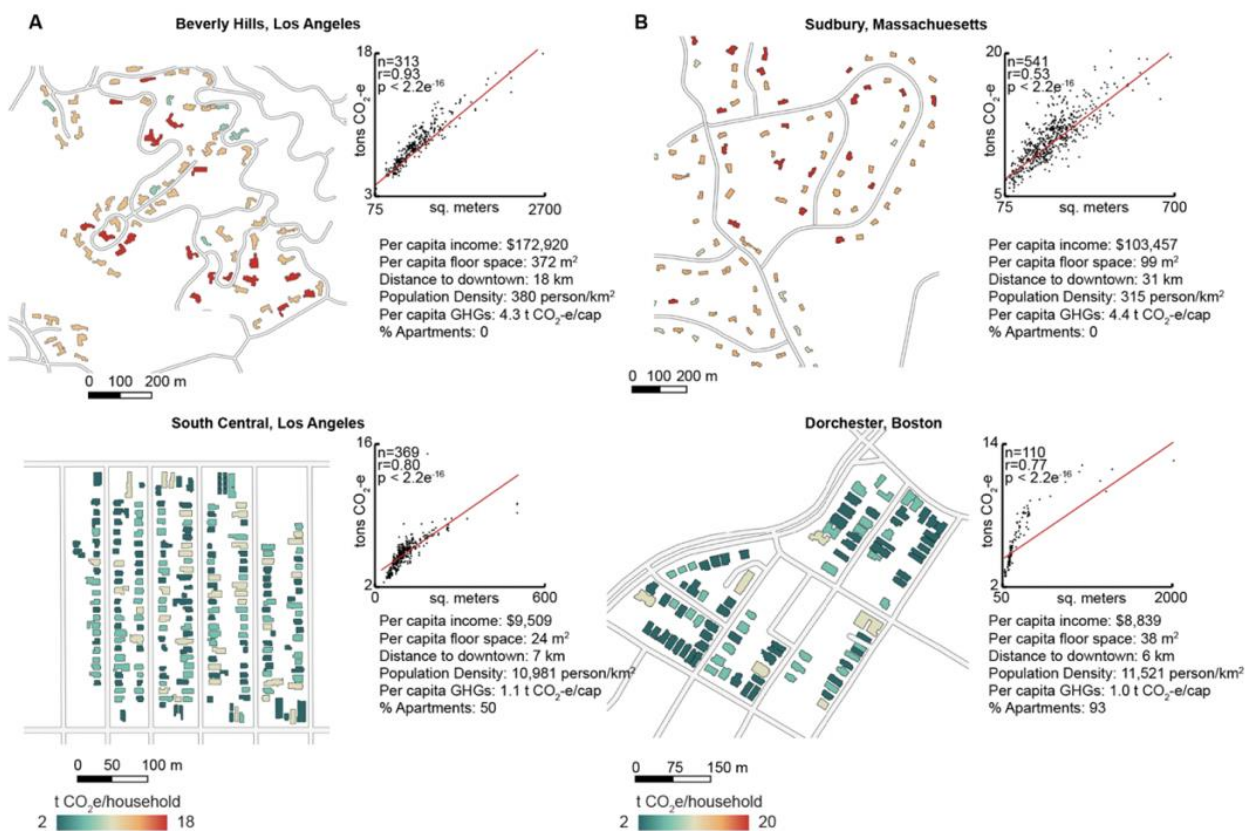 A
Beverly Hills, Los Angeles
18
n=313
r=0.93
p < 2.2e-16
tons CO2-e
3
75
sq. meters
2700
Per capita income: $172,920
Per capita floor space: 372 m2
Distance to downtown: 18 km
Population Density: 380 person/km2
Per capita GHGs: 4.3 t CO2-e/cap
% Apartments: 0
0 100 200 m
B
Sudbury, Massachuesetts
20
n=541
r=0.53
p < 2.2e-16
tons CO2-e
5
75
sq. meters
700
Per capita income: $103,457
Per capita floor space: 99 m2
Distance to downtown: 31 km
Population Density: 315 person/km2
Per capita GHGs: 4.4 t CO2-e/cap
% Apartments: 0
0 100 200 m
South Central, Los Angeles
16
n=369
r=0.80
p < 2.2e-16
tons CO2-e
2
0
sq. meters
600
Per capita income: $9,509
Per capita floor space: 24 m2
Distance to downtown: 7 km
Population Density: 10,981 person/km2
Per capita GHGs: 1.1 t CO2-e/cap
% Apartments: 50
0 50 100 m
t CO2e/household
2 18
Dorchester, Boston
14
n=110
r=0.77
p < 2.2e-16
tons CO2-e
2
50
sq. meters
2000
Per capita income: $8,839
Per capita floor space: 38 m2
Distance to downtown: 6 km
Population Density: 11,521 person/km2
Per capita GHGs: 1.0 t CO2-e/cap
% Apartments: 93
0 75 150 m
t CO2e/household
2 20